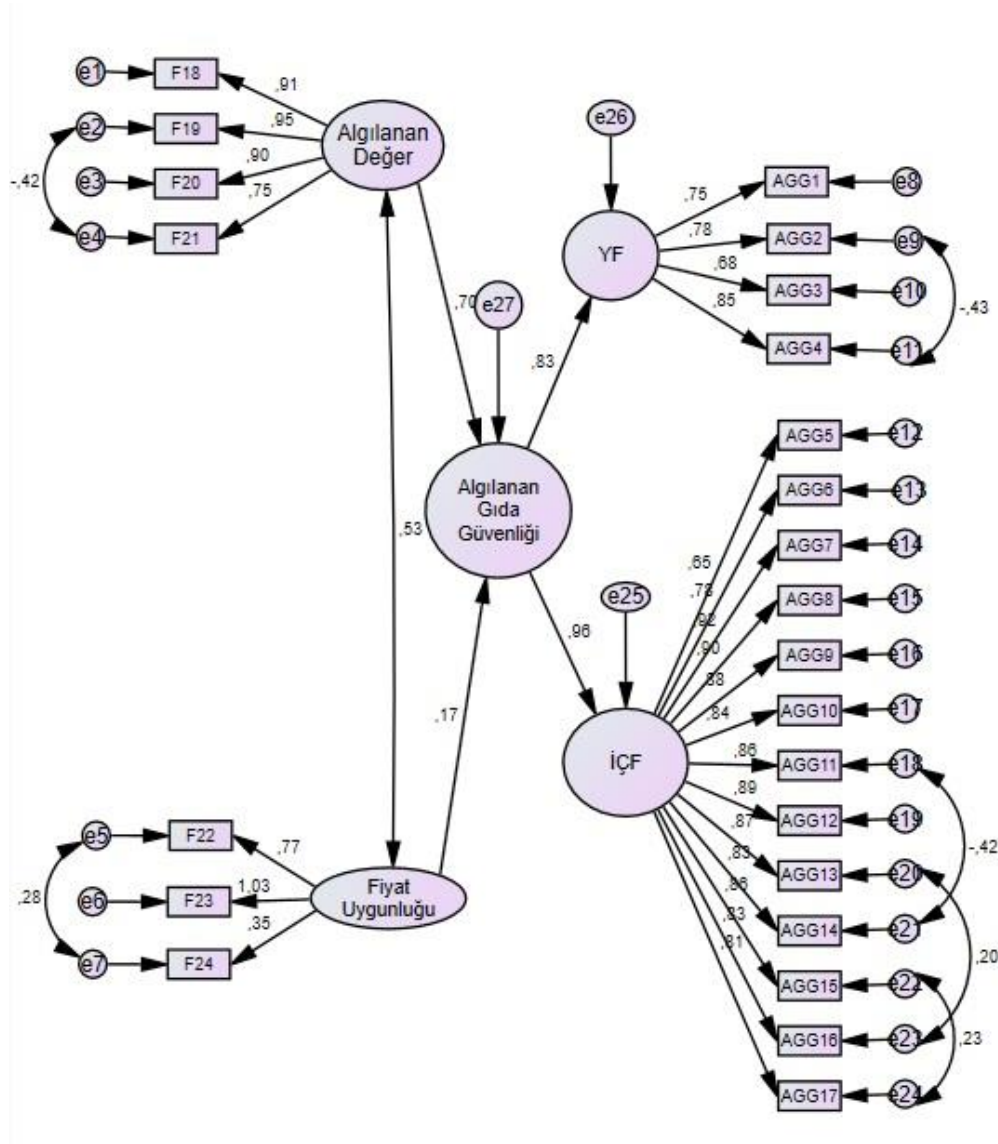 e1
F18
,91
e2
F19
,95
e3
F20
,90
e4
F21
,75
-,42
Algılanan
Değer
e26
YF
,75
AGG1
e8
,78
AGG2
e9
,68
AGG3
e10
,85
AGG4
e11
-,43
,70
e27
,83
Algılanan
Gıda
Güvenliği
,53
,96
,17
e25
İÇF
,65
AGG5
e12
,78
AGG6
e13
,92
AGG7
e14
,90
AGG8
e15
,88
AGG9
e16
,84
AGG10
e17
,86
AGG11
e18
,89
AGG12
e19
,87
AGG13
e20
,83
AGG14
e21
,86
AGG15
e22
,83
AGG16
e23
,81
AGG17
e24
-,42
,20
,23
e5
F22
,77
e6
F23
1,03
e7
F24
,35
,28
Fiyat
Uygunluğu